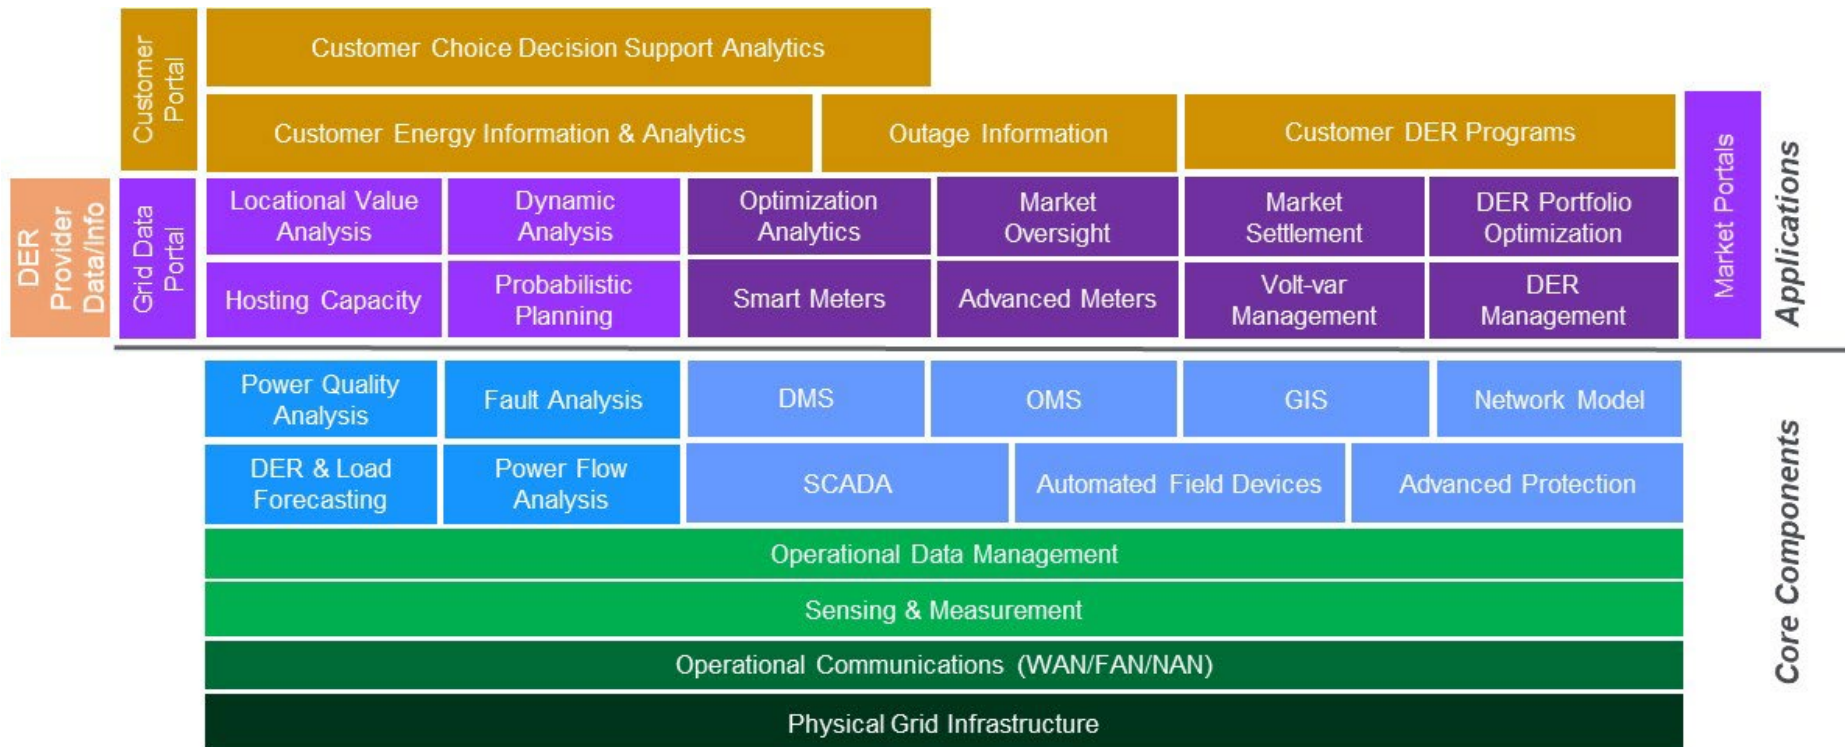 Customer
Portal
Customer Choice Decision Support Analytics
Customer Energy Information & Analytics
Outage Information
Customer DER Programs
DER
Provider
Data/Info
Grid Data
Portal
Locational Value
Analysis
Dynamic
Analysis
Optimization
Analytics
Market
Oversight
Market
Settlement
DER Portfolio
Optimization
Hosting Capacity
Probabilistic
Planning
Smart Meters
Advanced Meters
Volt-var
Management
DER
Management
Market Portals
Applications
Power Quality
Analysis
Fault Analysis
DMS
OMS
GIS
Network Model
DER & Load
Forecasting
Power Flow
Analysis
SCADA
Automated Field Devices
Advanced Protection
Operational Data Management
Sensing & Measurement
Operational Communications (WAN/FAN/NAN)
Physical Grid Infrastructure
Core Components